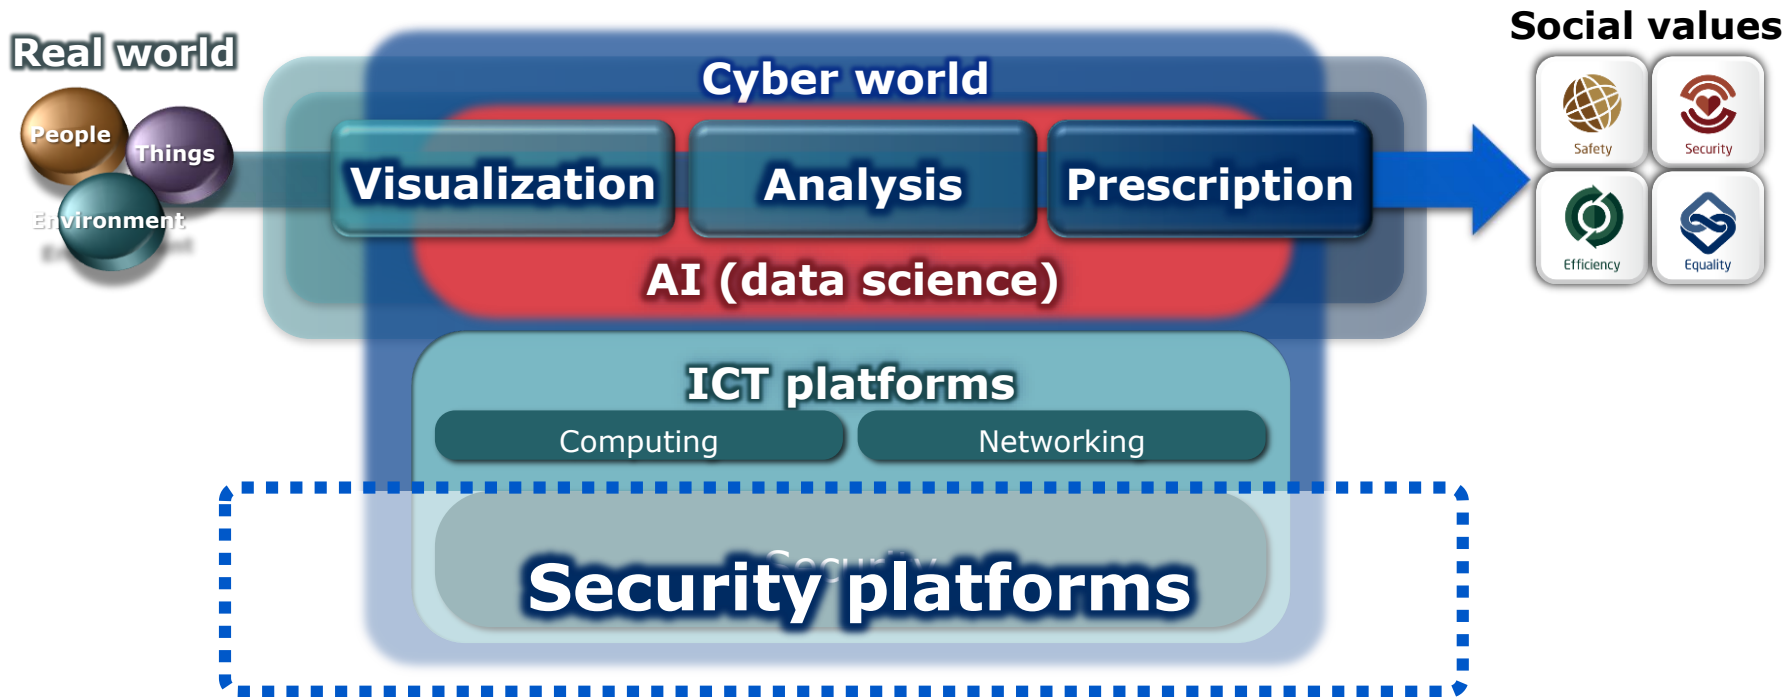 Real world
People
Things
Environment
Cyber world
Visualization
Analysis
Prescription
AI (data science)
ICT platforms
Computing
Networking
Security
Security platforms
Social values
Safety
Security
Efficiency
Equality